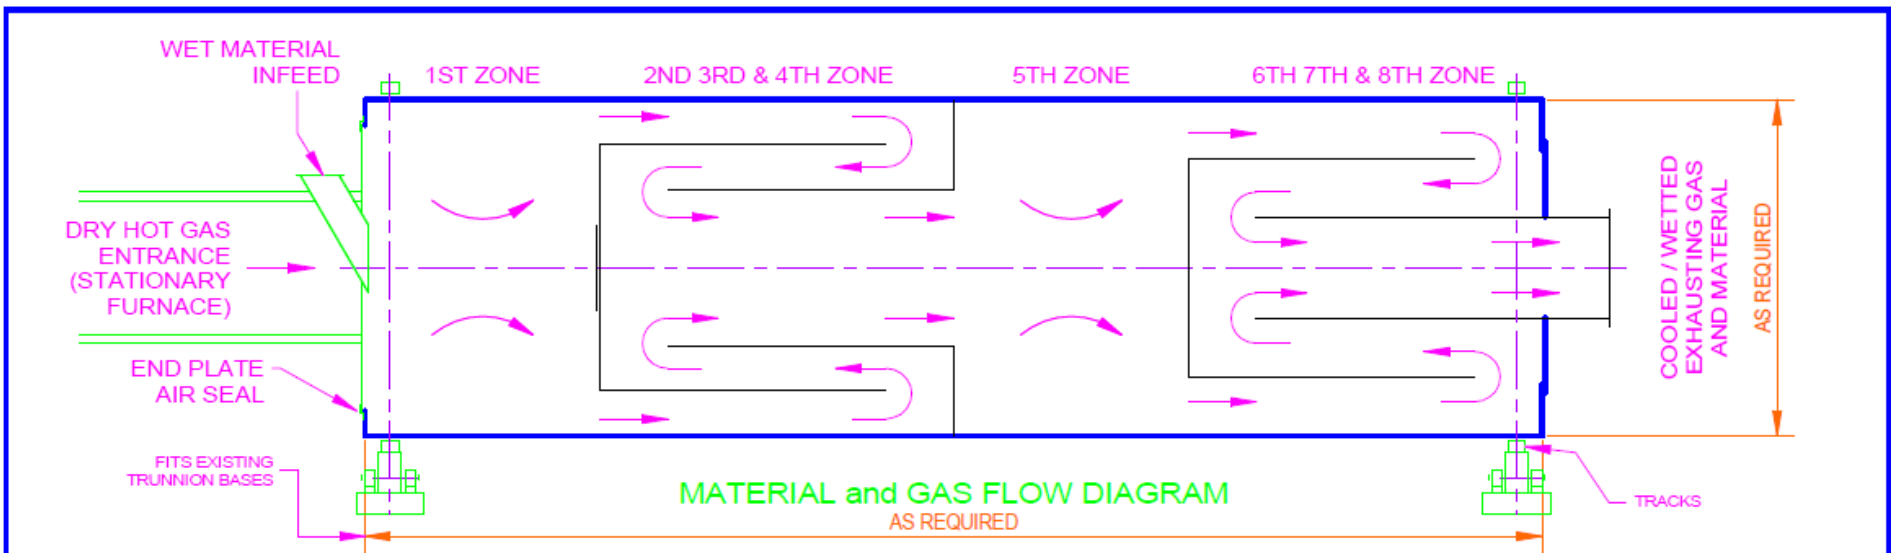 WET MATERIAL
INFEED
1ST ZONE
2ND 3RD & 4TH ZONE
5TH ZONE
6TH 7TH & 8TH ZONE
DRY HOT GAS
ENTRANCE
(STATIONARY
FURNACE)
END PLATE
AIR SEAL
COOLED / WETTED
EXHAUSTING GAS
AND MATERIAL
AS REQUIRED
FITS EXISTING
TRUNNION BASES
MATERIAL and GAS FLOW DIAGRAM
AS REQUIRED
TRACKS